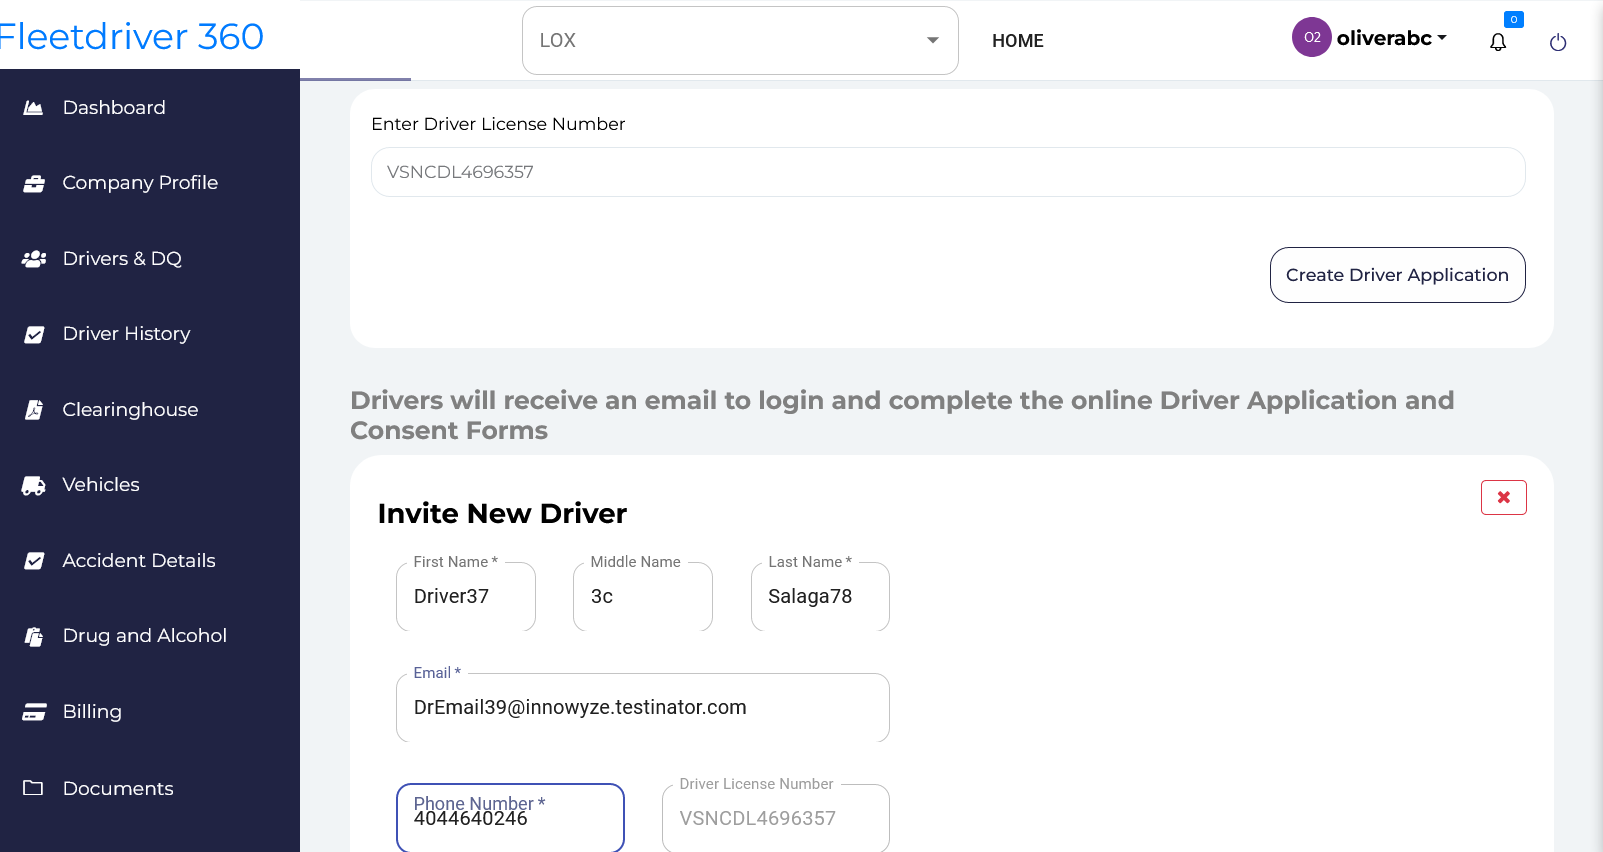 Fleetdriver 360
LOX
HOME
O2
oliverabc
0
Dashboard
Company Profile
Drivers & DQ
Driver History
Clearinghouse
Vehicles
Accident Details
Drug and Alcohol
Billing
Documents
Enter Driver License Number
VSNCDL4696357
Create Driver Application
Drivers will receive an email to login and complete the online Driver Application and
Consent Forms
Invite New Driver
First Name *
Driver37
Middle Name
3c
Last Name *
Salaga78
Email *
DrEmail39@innowyze.testinator.com
Phone Number *
4044640246
Driver License Number
VSNCDL4696357